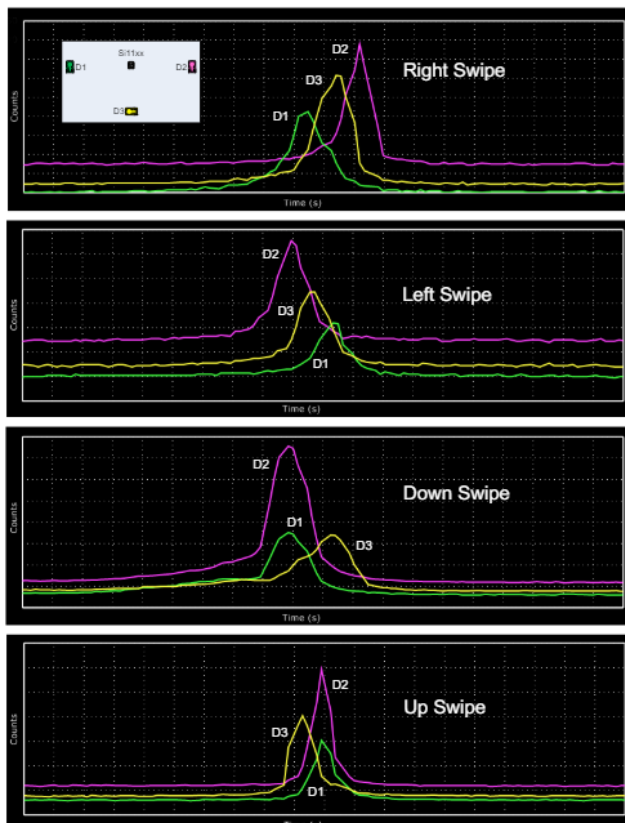 Si11xx
D1
D2
D3
D2
D3
D1
Right Swipe
Counts
Time (s)
D2
D3
D1
Left Swipe
Counts
Time (s)
D2
D1
D3
Down Swipe
Counts
Time (s)
D2
D3
D1
Up Swipe
Counts
Time (s)